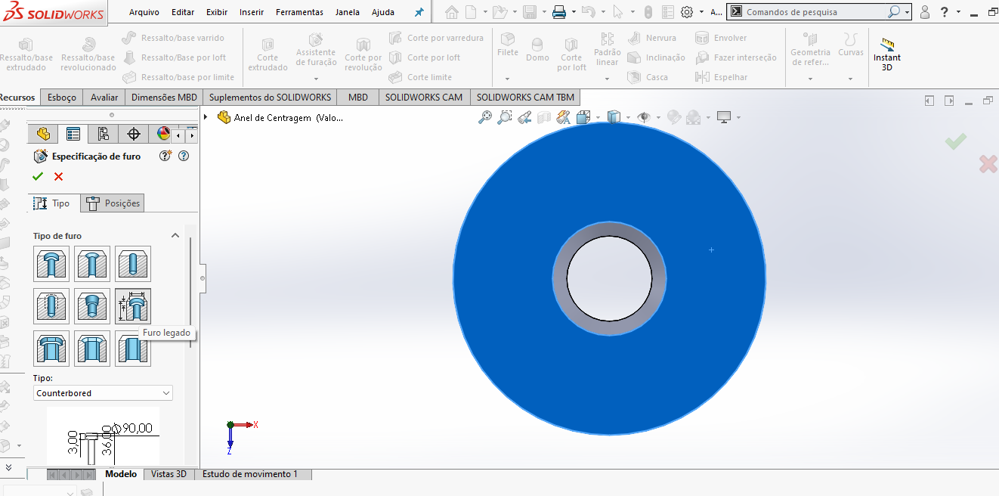 SOLIDWORKS Arquivo Editar Exibir Inserir Ferramentas Janela Ajuda A... Comandos de pesquisa ?
Ressalto/base extrudado
Ressalto/base revolucionado
Ressalto/base varrido
Ressalto/Base por loft
Ressalto/base por limite
Corte extrudado
Assistente de furação
Corte por revolução
Corte por varredura
Corte por loft
Corte limite
Filete
Domo
Corte por loft
Padrão linear
Nervura
Inclinação
Casca
Envolver
Fazer interseção
Espelhar
Geometria de refer...
Curvas
Instant 3D
Recursos Esboço Avaliar Dimensões MBD Suplementos do SOLIDWORKS MBD SOLIDWORKS CAM SOLIDWORKS CAM TBM
Anel de Centragem (Valo...
Especificação de furo
Tipo Posições
Tipo de furo
Furo legado
Tipo:
Counterbored
3,00 36,00 Ø90,00
X
Z
Modelo Vistas 3D Estudo de movimento 1